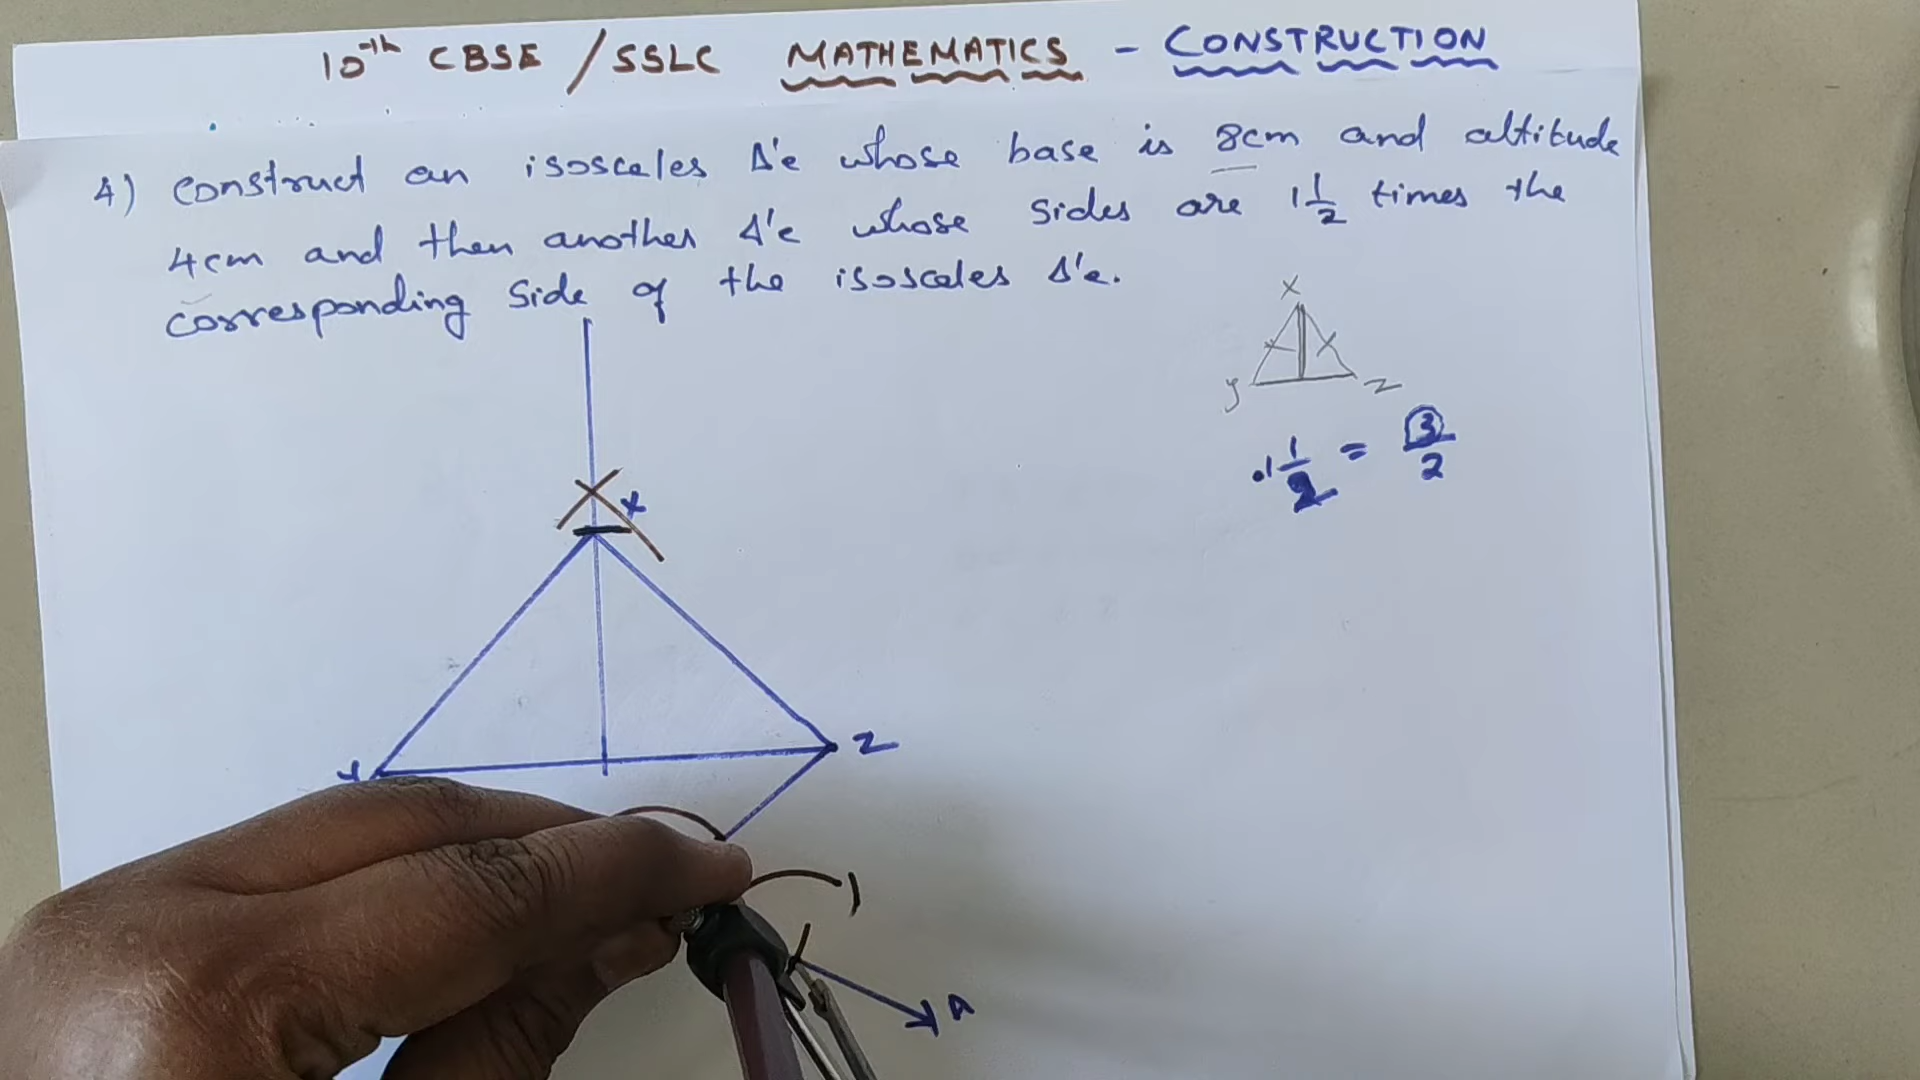 10th CBSE / SSLC MATHEMATICS - CONSTRUCTION
4) construct an isosceles Δ'e whose base is 8cm and altitude
4cm and then another Δ'e whose sides are 1 1/2 times the
corresponding side of the isosceles Δ'e.
X
y z
1 1/2 = 3/2
X
Y Z
A